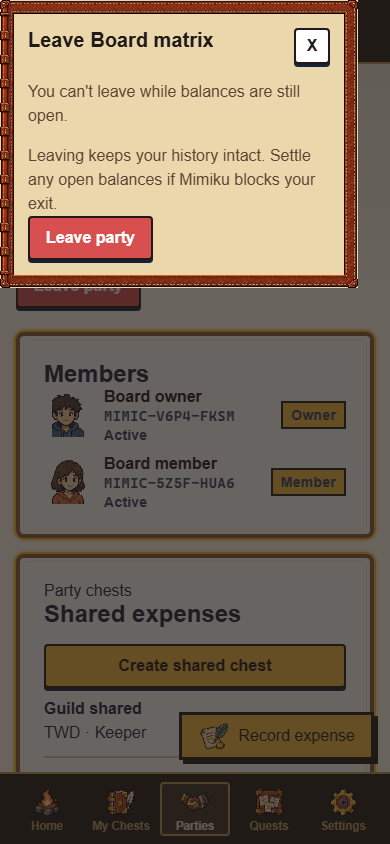 Leave Board matrix
X
You can't leave while balances are still
open.
Leaving keeps your history intact. Settle
any open balances if Mimiku blocks your
exit.
Leave party
Leave party
Members
Board owner
MIMIC-V6P4-FKSM
Active
Owner
Board member
MIMIC-5Z5F-HUA6
Active
Member
Party chests
Shared expenses
Create shared chest
Guild shared
TWD · Keeper
Record expense
Home
My Chests
Parties
Quests
Settings